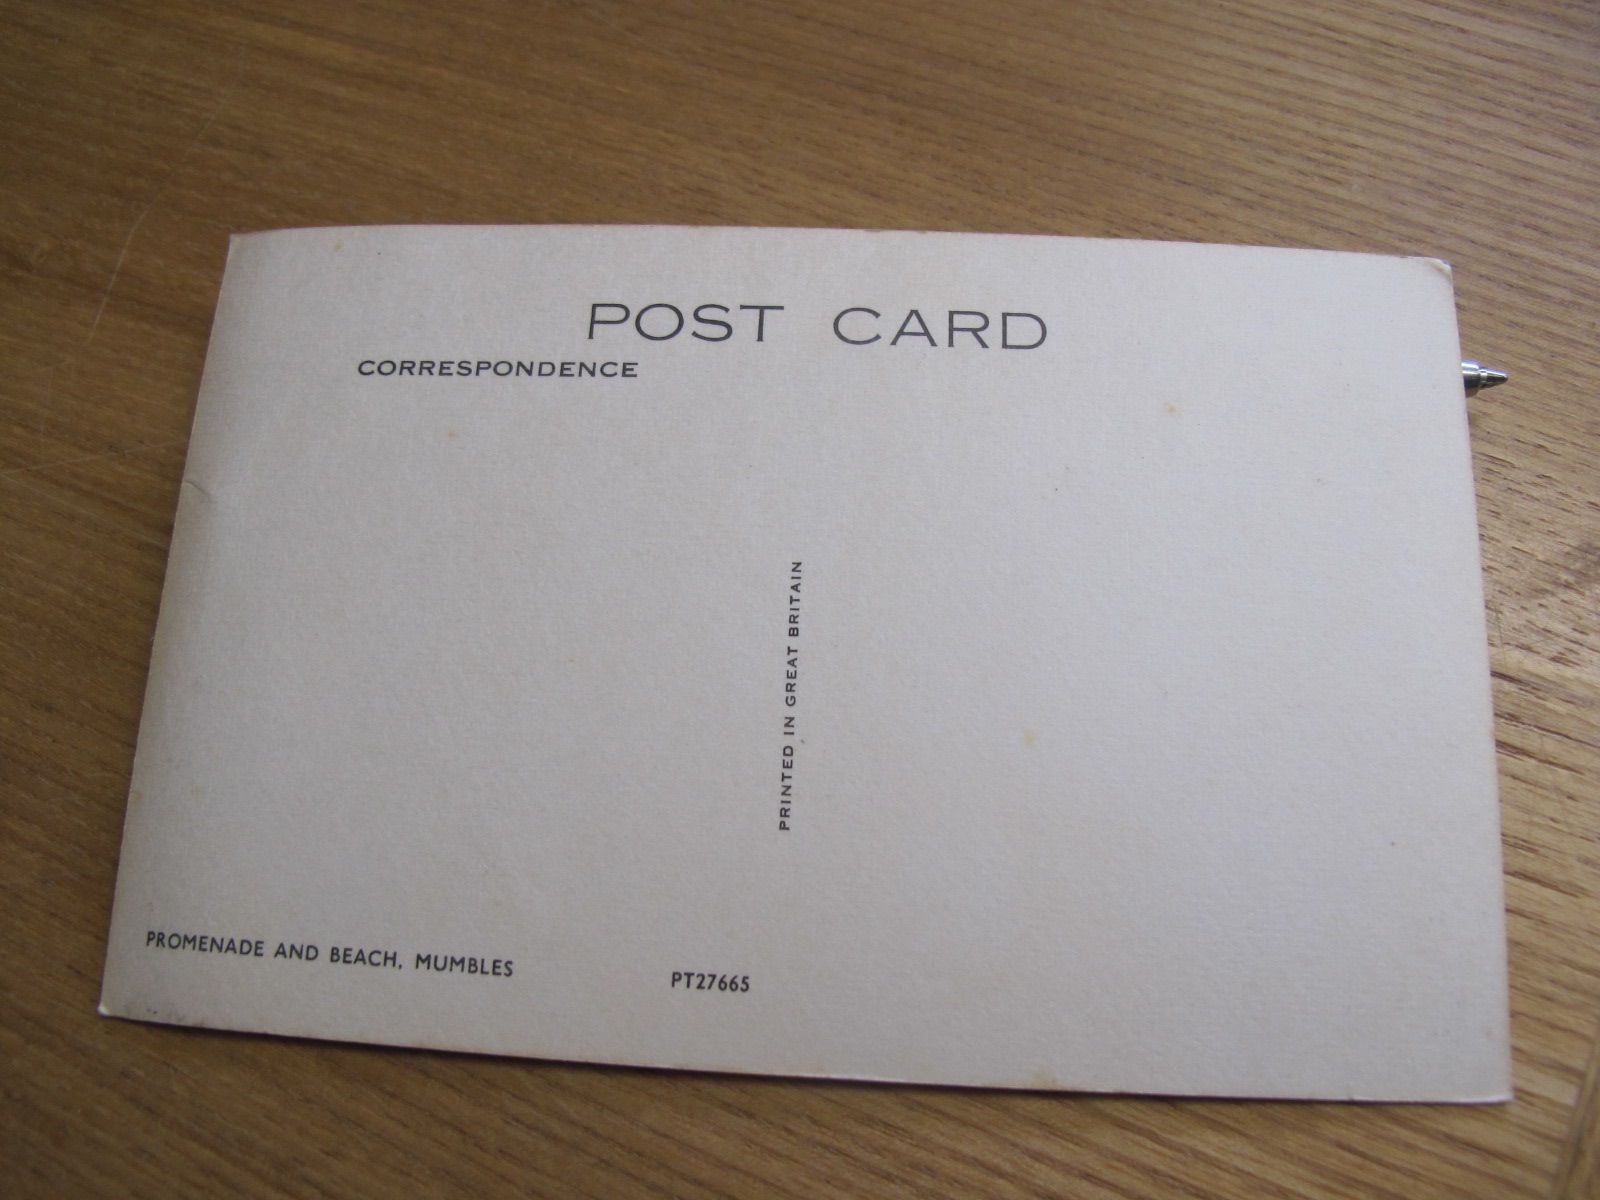 POST CARD
CORRESPONDENCE
PRINTED IN GREAT BRITAIN
PROMENADE AND BEACH, MUMBLES
PT27665